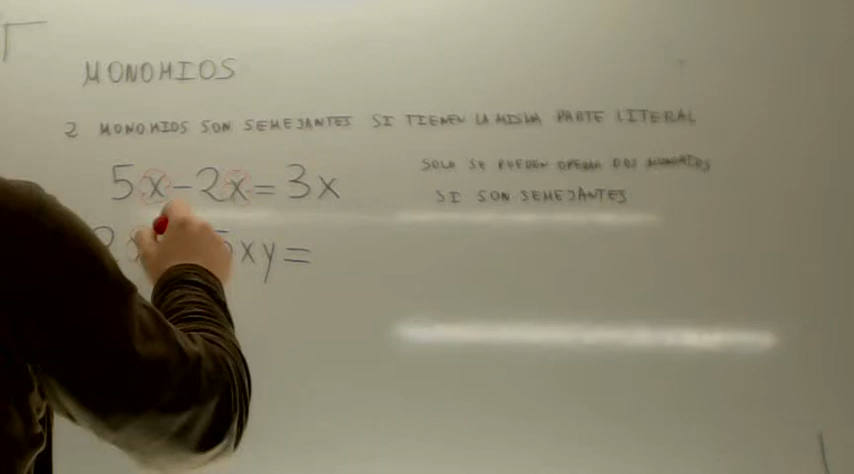 MONOMIOS
2 MONOMIOS SON SEMEJANTES SI TIENEN LA MISMA PARTE LITERAL
5x-2x=3x
SOLO SE PUEDEN OPERAR DOS MONOMIOS
SI SON SEMEJANTES
xy=